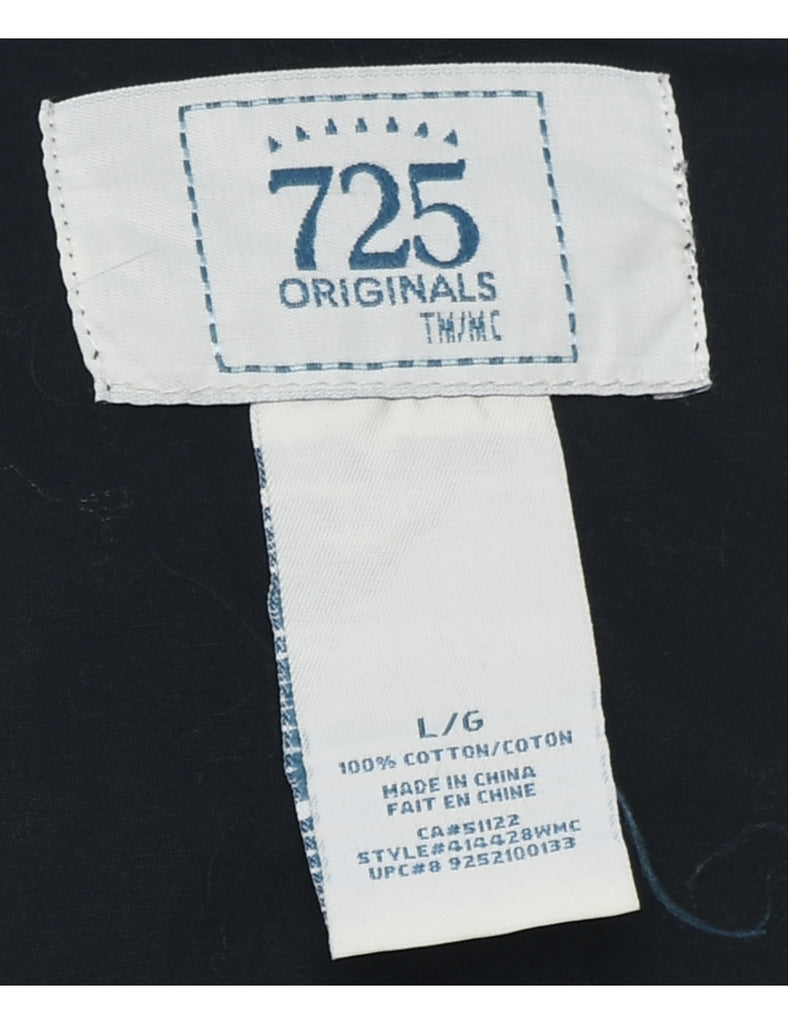 725
ORIGINALS
TM/MC
L/G
100% COTTON/COTON
MADE IN CHINA
FAIT EN CHINE
CA#51122
STYLE#414428WMC
UPC#8 9252100133